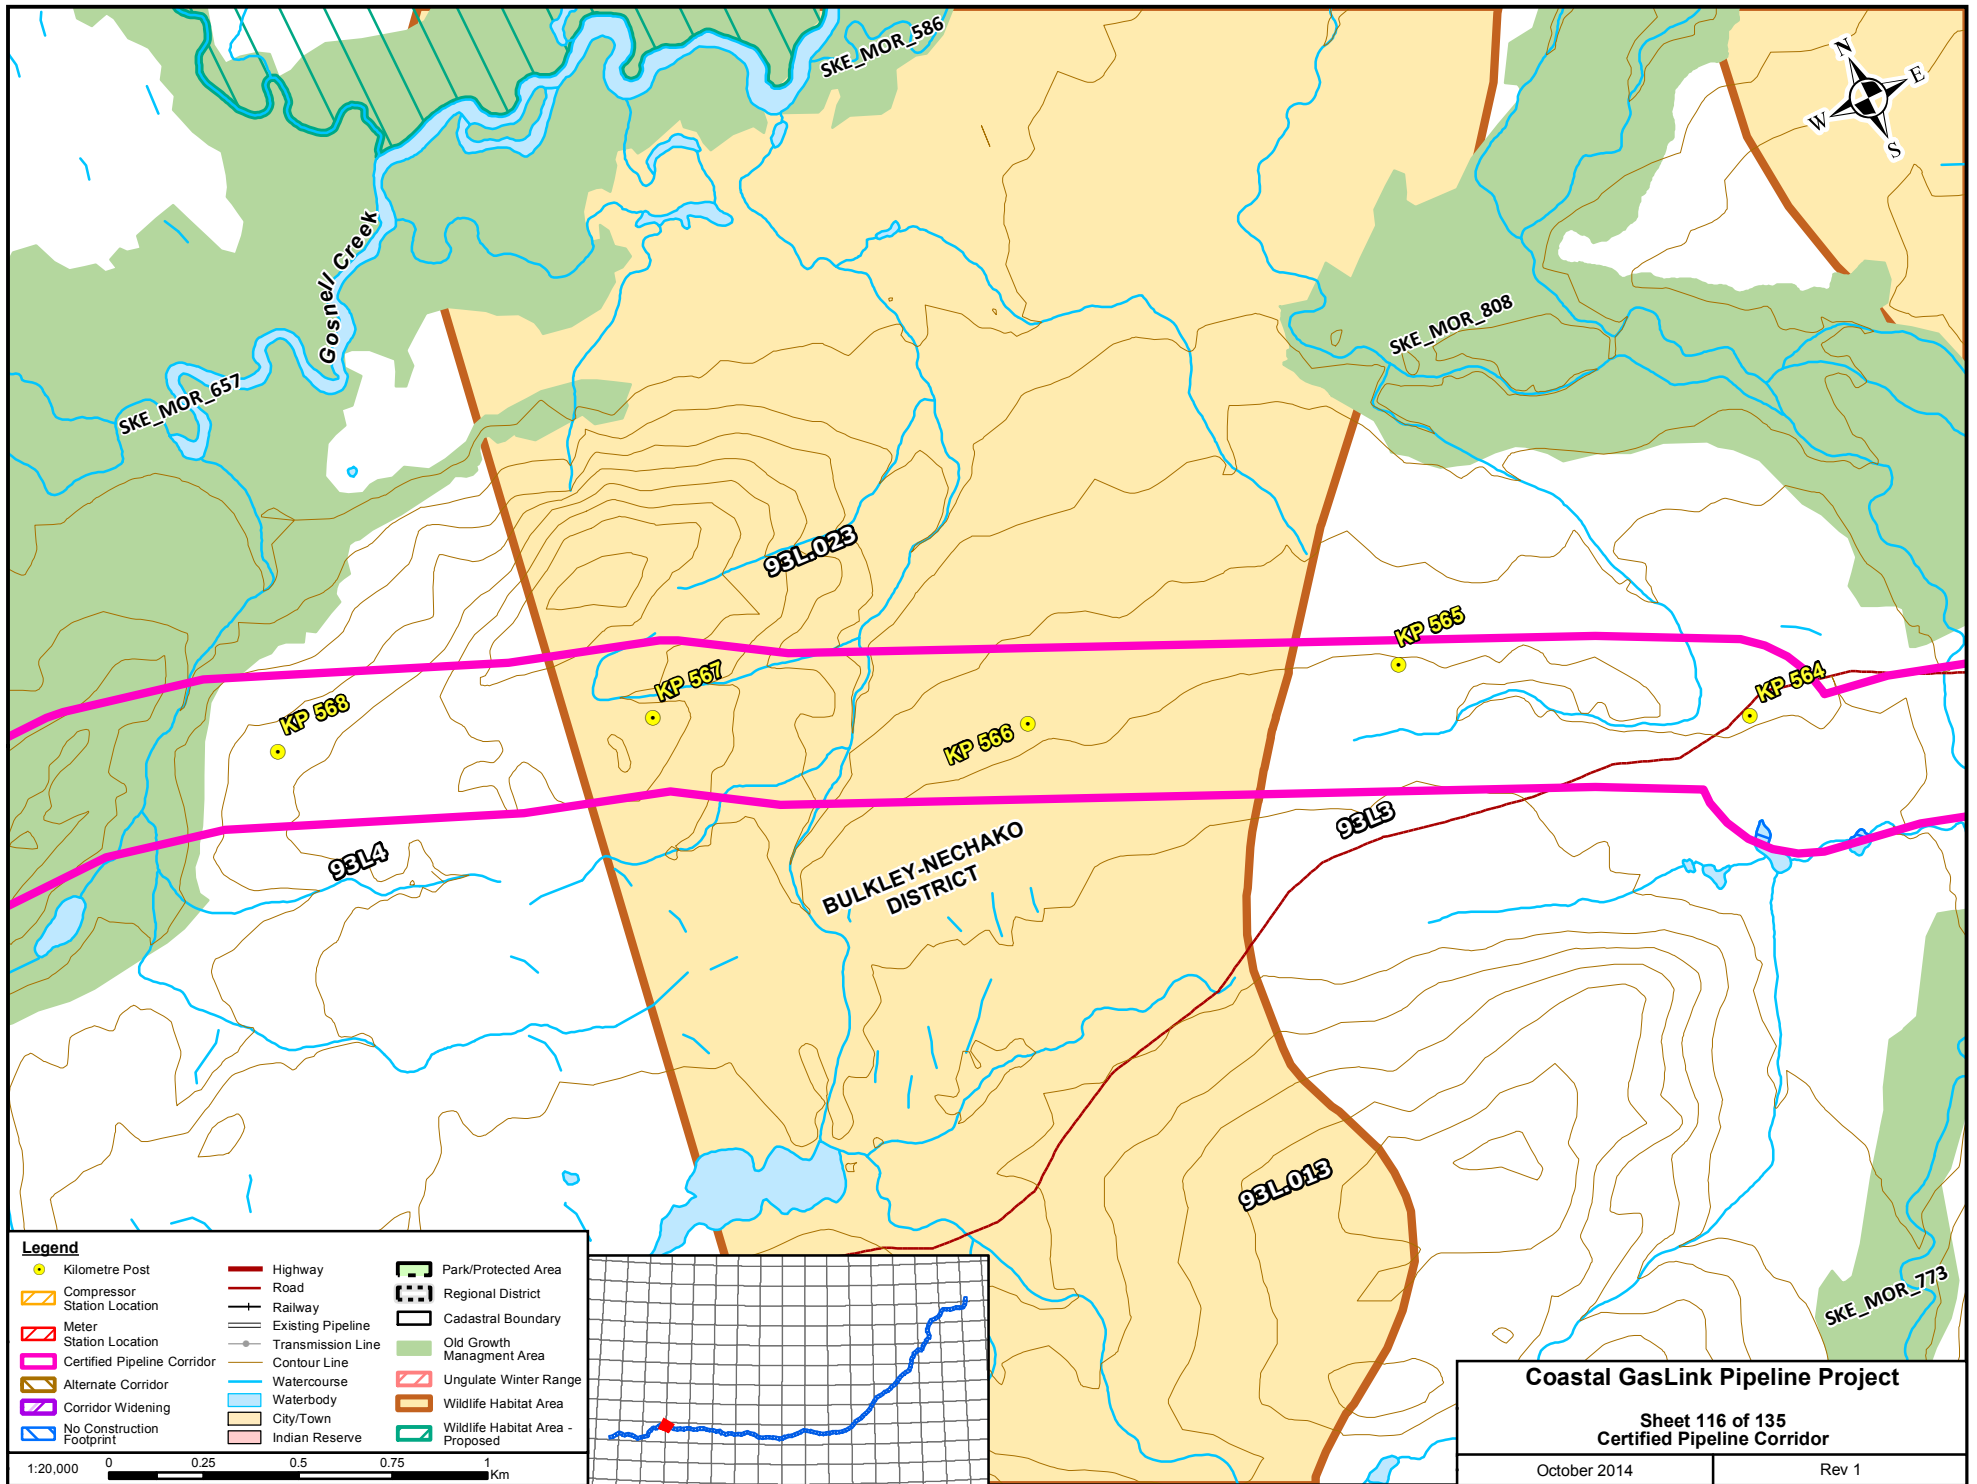 SKE_MOR_586
N
E
W
S
Gosnell Creek
SKE_MOR_808
SKE_MOR_657
93L.023
KP 565
KP 567
KP 564
KP 568
KP 566
93L3
93L4
BULKLEY-NECHAKO
DISTRICT
93L.013
SKE_MOR_773
Legend
Kilometre Post
Compressor
Station Location
Meter
Station Location
Certified Pipeline Corridor
Alternate Corridor
Corridor Widening
No Construction
Footprint
Highway
Road
Railway
Existing Pipeline
Transmission Line
Contour Line
Watercourse
Waterbody
City/Town
Indian Reserve
Park/Protected Area
Regional District
Cadastral Boundary
Old Growth
Managment Area
Ungulate Winter Range
Wildlife Habitat Area
Wildlife Habitat Area -
Proposed
1:20,000
0 0.25 0.5 0.75 1
Km
Coastal GasLink Pipeline Project
Sheet 116 of 135
Certified Pipeline Corridor
October 2014
Rev 1